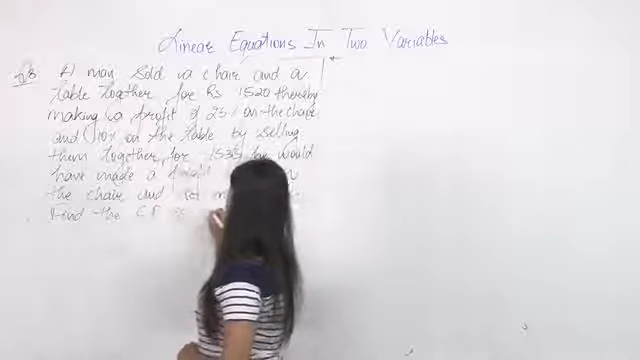 Linear Equations In Two Variables
A man Sold a chair and a
table together for Rs 1520 thereby
making a profit of 25% on the chair
and 10% on the table by selling
them together for 1535 he would
have made a
the chair and
Find the CP